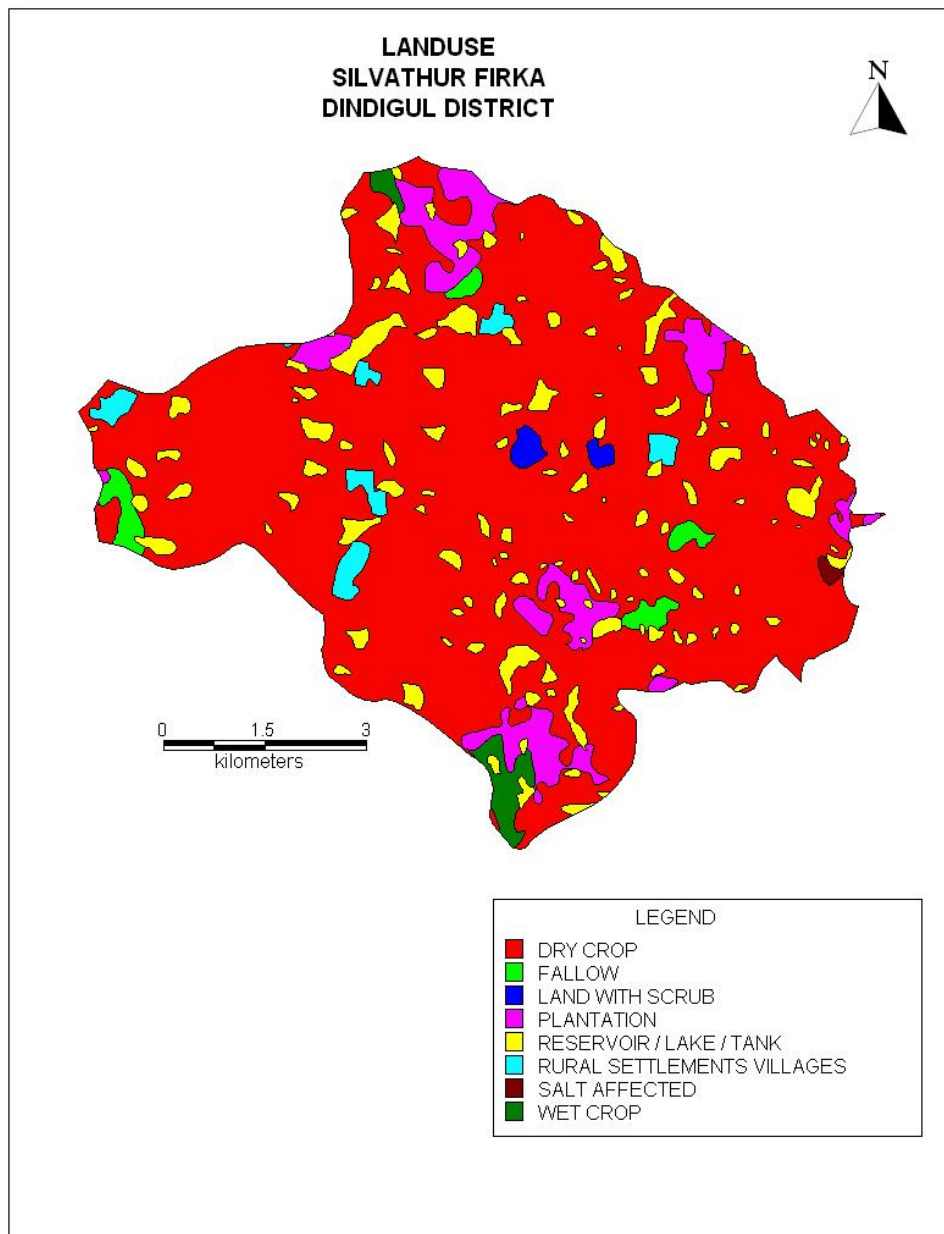 LANDUSE
SILVATHUR FIRKA
DINDIGUL DISTRICT
N
0 1.5 3
kilometers
LEGEND
DRY CROP
FALLOW
LAND WITH SCRUB
PLANTATION
RESERVOIR / LAKE / TANK
RURAL SETTLEMENTS VILLAGES
SALT AFFECTED
WET CROP